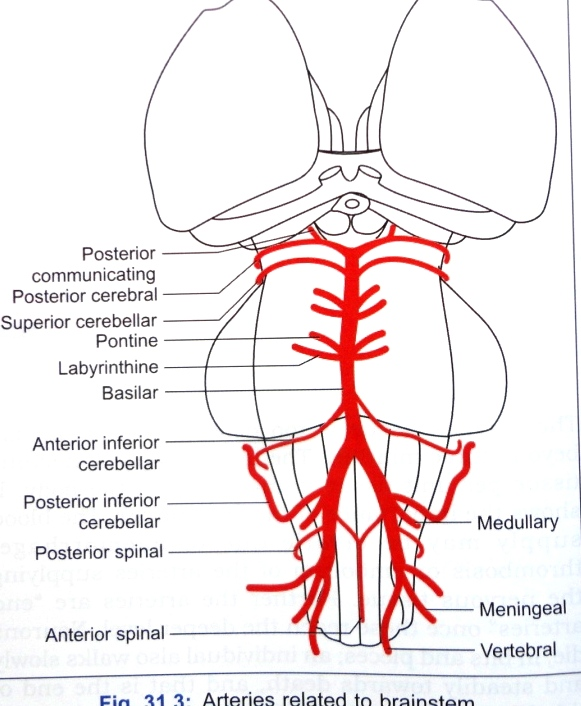 Posterior
communicating
Posterior cerebral
Superior cerebellar
Pontine
Labyrinthine
Basilar
Anterior inferior
cerebellar
Posterior inferior
cerebellar
Medullary
Posterior spinal
Meningeal
Anterior spinal
Vertebral
Fig. 31.3: Arteries related to brainstem